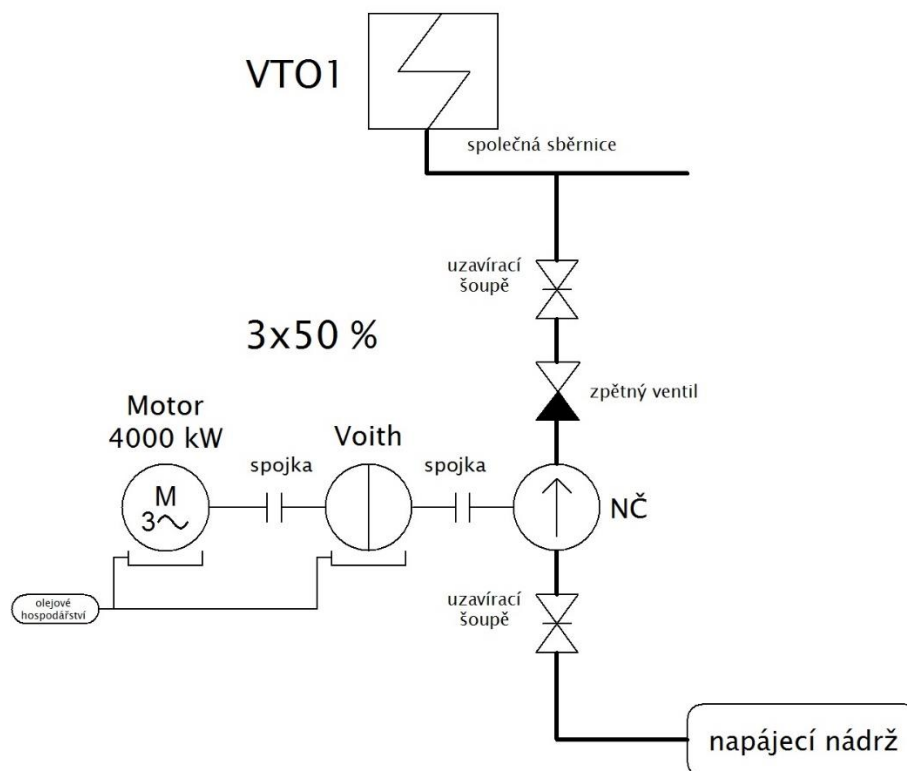 VTO1
společná sběrnice
uzavírací
šoupě
3x50 %
zpětný ventil
Motor
4000 kW
Voith
spojka
spojka
M
3
NČ
olejové
hospodářství
uzavírací
šoupě
napájecí nádrž